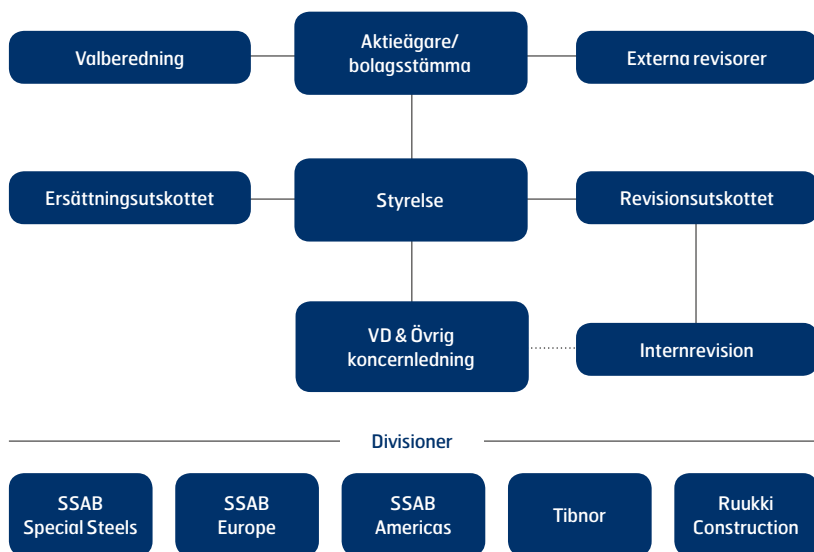 Valberedning
Aktieägare/
bolagsstämma
Externa revisorer
Ersättningsutskottet
Styrelse
Revisionsutskottet
VD & Övrig
koncernledning
Internrevision
Divisioner
SSAB
Special Steels
SSAB
Europe
SSAB
Americas
Tibnor
Ruukki
Construction